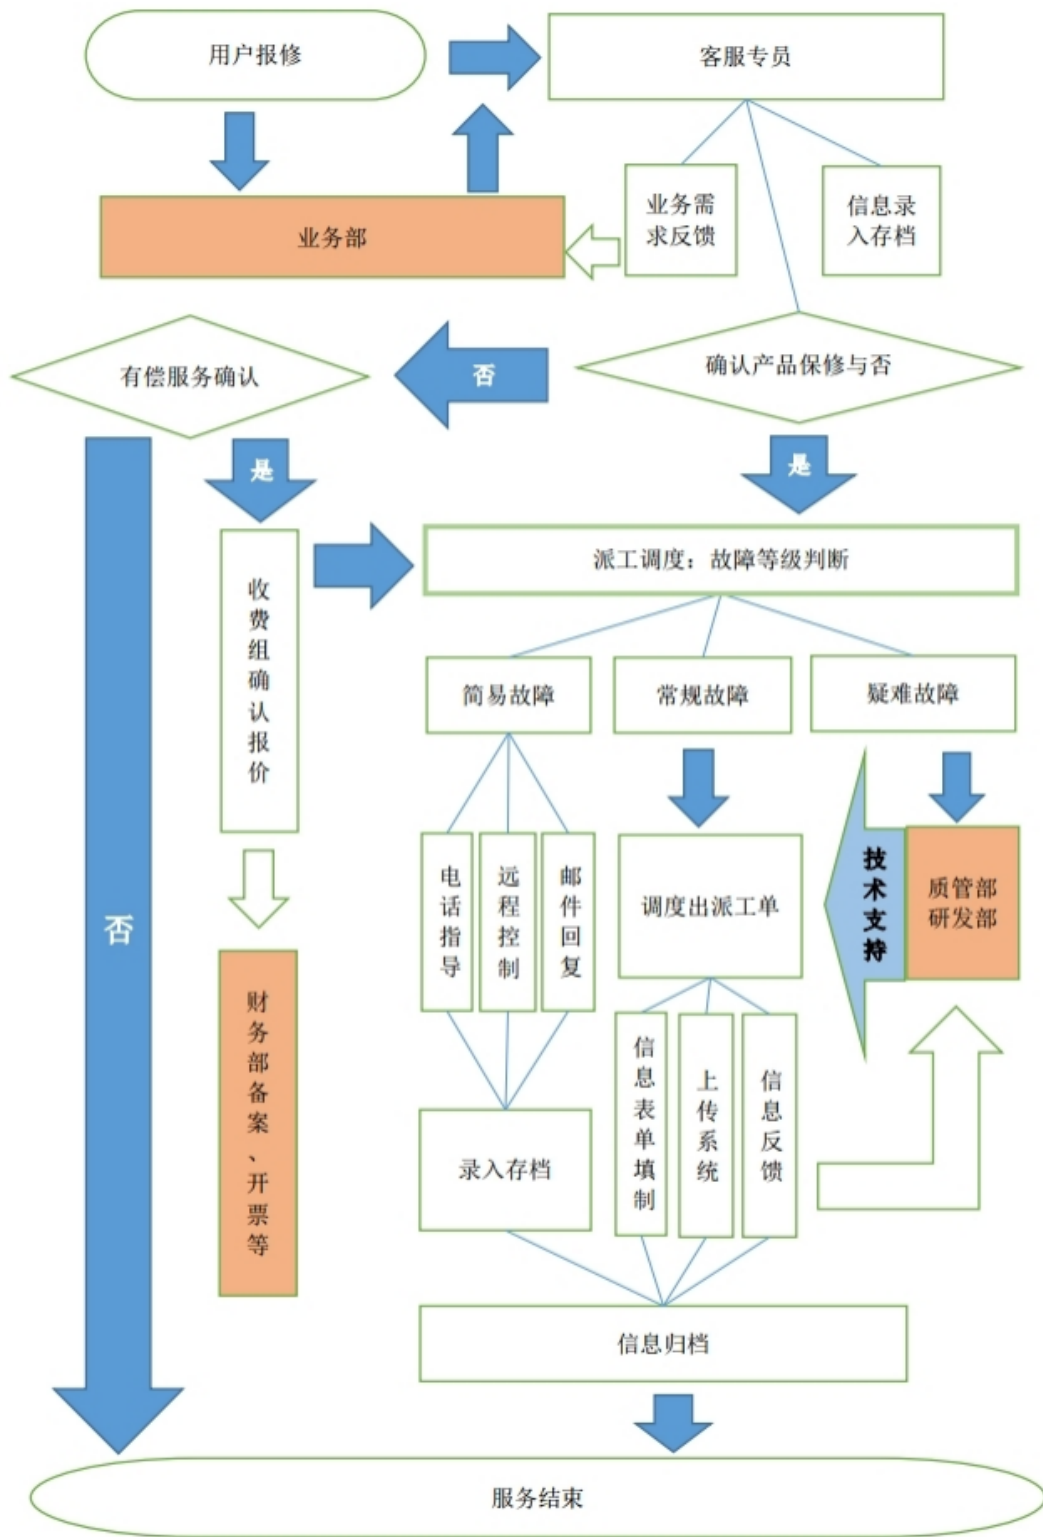 用户报修
客服专员
业务需
求反馈
信息录
入存档
业务部
有偿服务确认
否
确认产品保修与否
是
是
派工调度：故障等级判断
收费组确认报价
简易故障
常规故障
疑难故障
电话指导
远程控制
邮件回复
调度出派工单
技术支持
质管部
研发部
否
财务部备案、开票等
录入存档
信息表单填制
上传系统
信息反馈
信息归档
服务结束